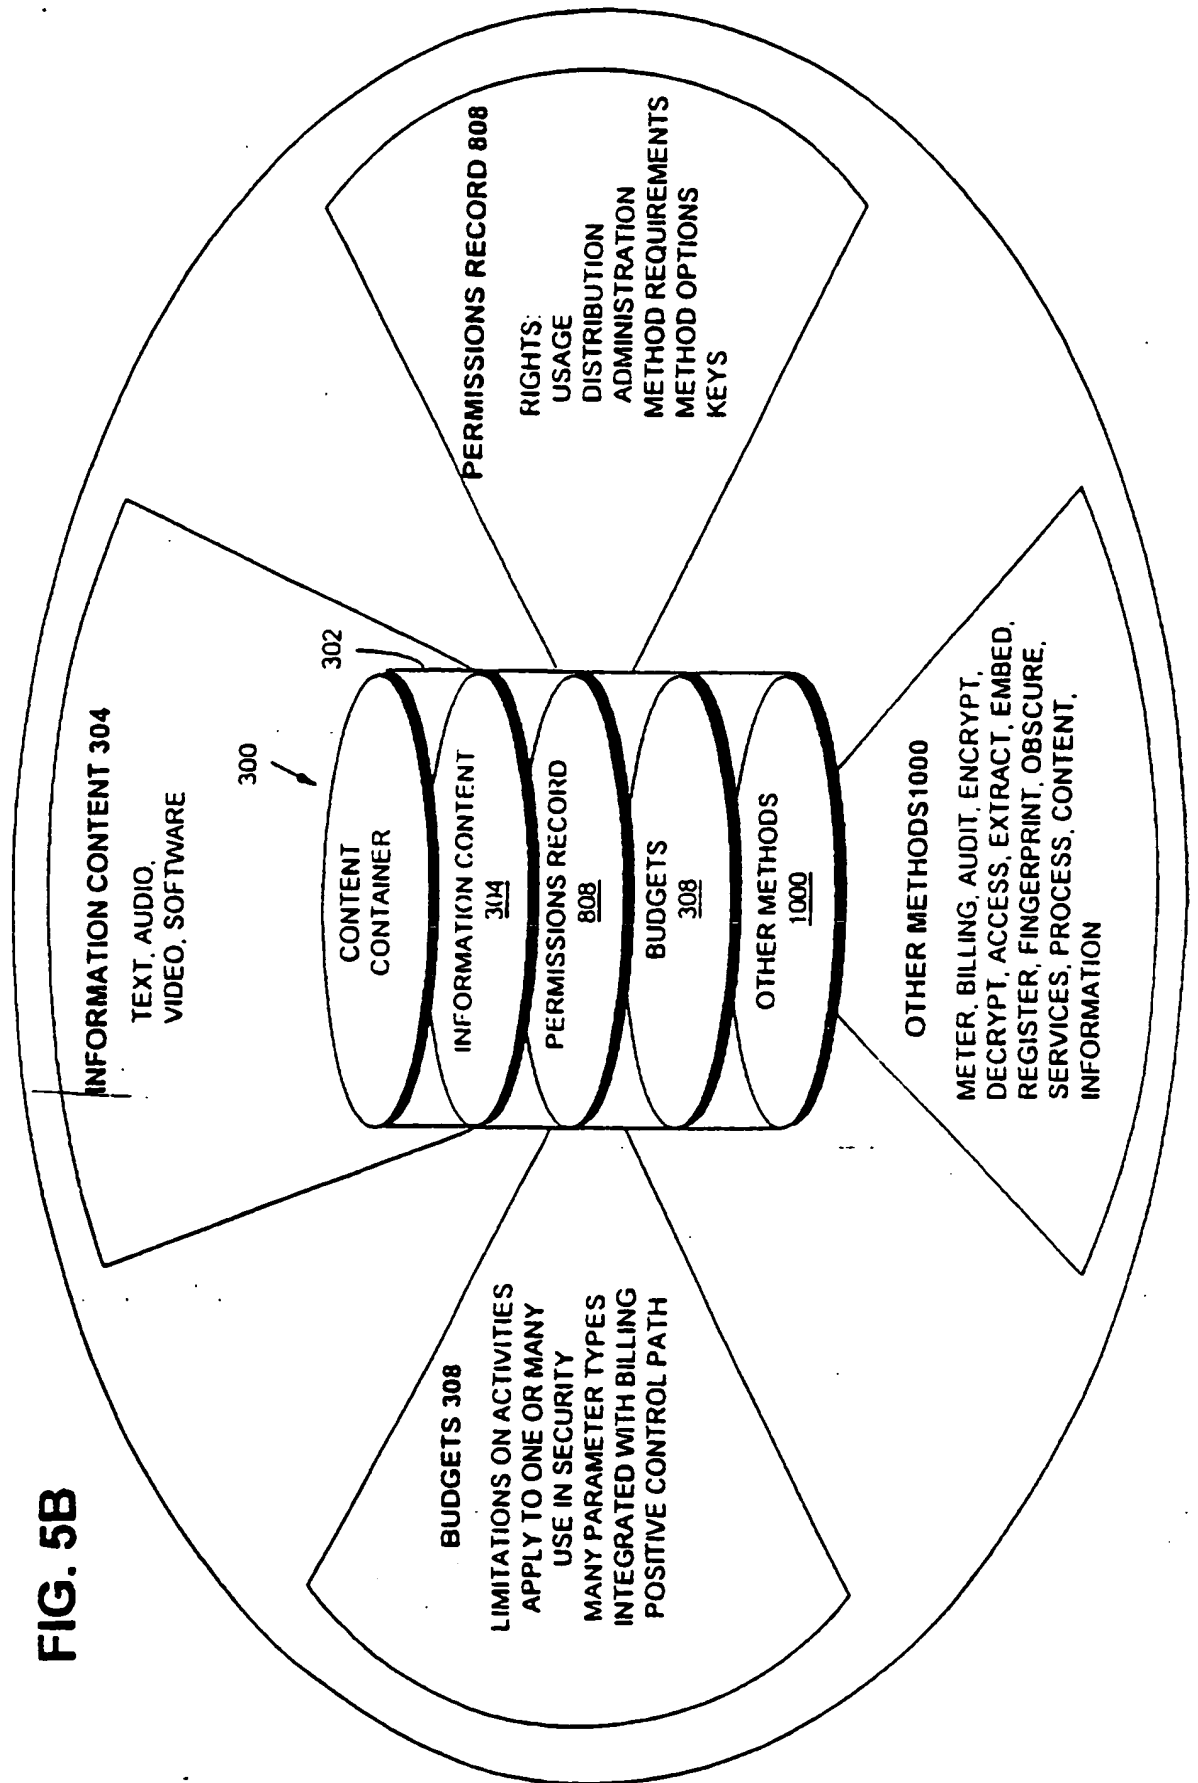 FIG. 5B
INFORMATION CONTENT 304
TEXT, AUDIO,
VIDEO, SOFTWARE
BUDGETS 308
LIMITATIONS ON ACTIVITIES
APPLY TO ONE OR MANY
USE IN SECURITY
MANY PARAMETER TYPES
INTEGRATED WITH BILLING
POSITIVE CONTROL PATH
300
302
CONTENT
CONTAINER
INFORMATION CONTENT
304
PERMISSIONS RECORD
808
BUDGETS
308
OTHER METHODS
1000
PERMISSIONS RECORD 808
RIGHTS:
USAGE
DISTRIBUTION
ADMINISTRATION
METHOD REQUIREMENTS
METHOD OPTIONS
KEYS
OTHER METHODS1000
METER, BILLING, AUDIT, ENCRYPT,
DECRYPT, ACCESS, EXTRACT, EMBED,
REGISTER, FINGERPRINT, OBSCURE,
SERVICES, PROCESS, CONTENT,
INFORMATION